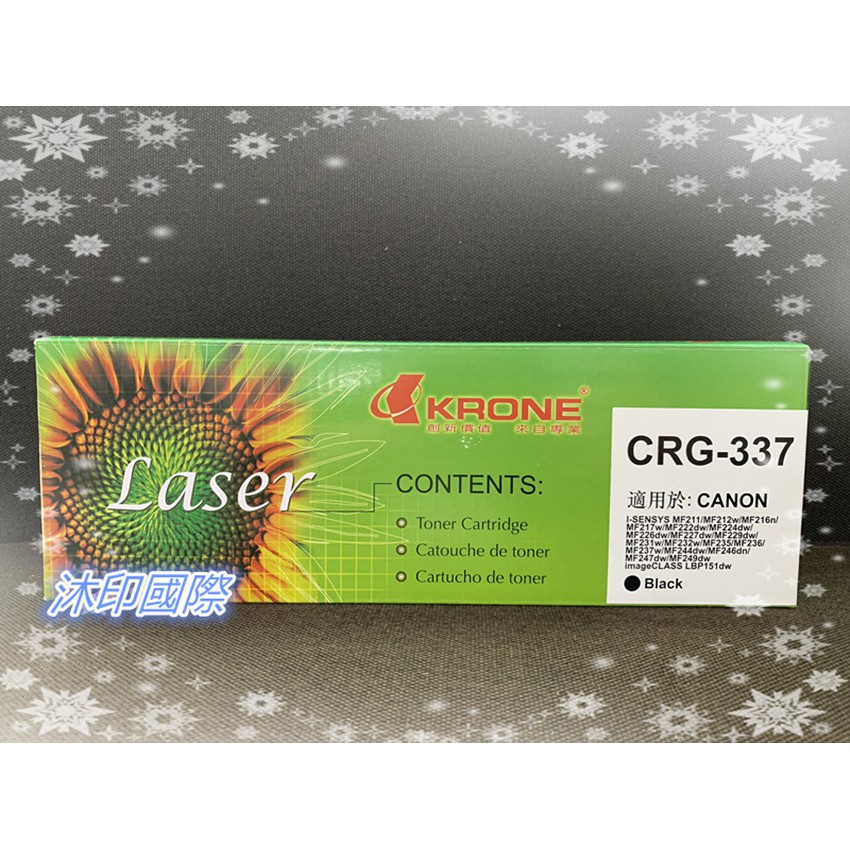 KRONE®
創新價值 來自專業
Laser
CONTENTS:
Toner Cartridge
Catouche de toner
Cartucho de toner
CRG-337
適用於: CANON
I-SENSYS MF211/MF212w/MF216n/
MF217w/MF222dw/MF224dw/
MF226dw/MF227dw/MF229dw/
MF231w/MF232w/MF235/MF236/
MF237w/MF244dw/MF246dn/
MF247dw/MF249dw
imageCLASS LBP151dw
Black
沐印國際